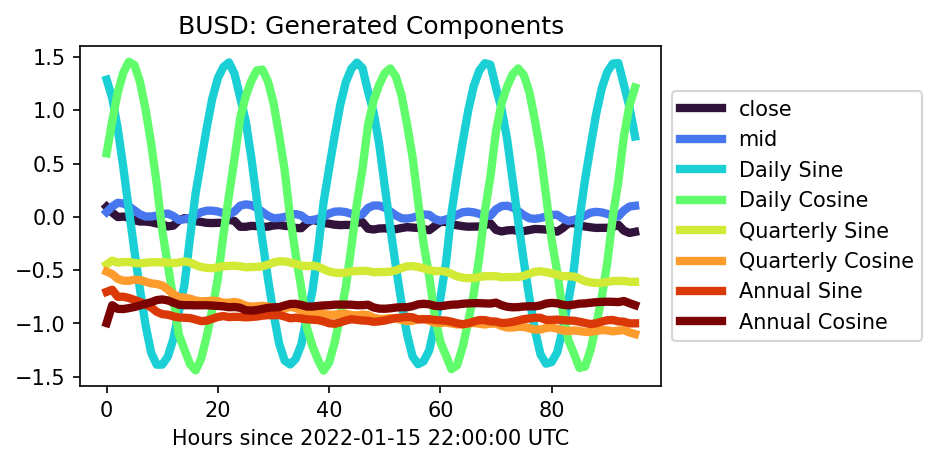 BUSD: Generated Components
1.5
1.0
0.5
0.0
−0.5
−1.0
−1.5
0
20
40
60
80
Hours since 2022-01-15 22:00:00 UTC
close
mid
Daily Sine
Daily Cosine
Quarterly Sine
Quarterly Cosine
Annual Sine
Annual Cosine